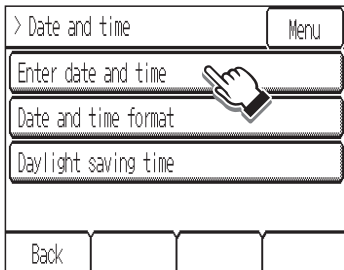 > Date and time
Menu
Enter date and time
Date and time format
Daylight saving time
Back